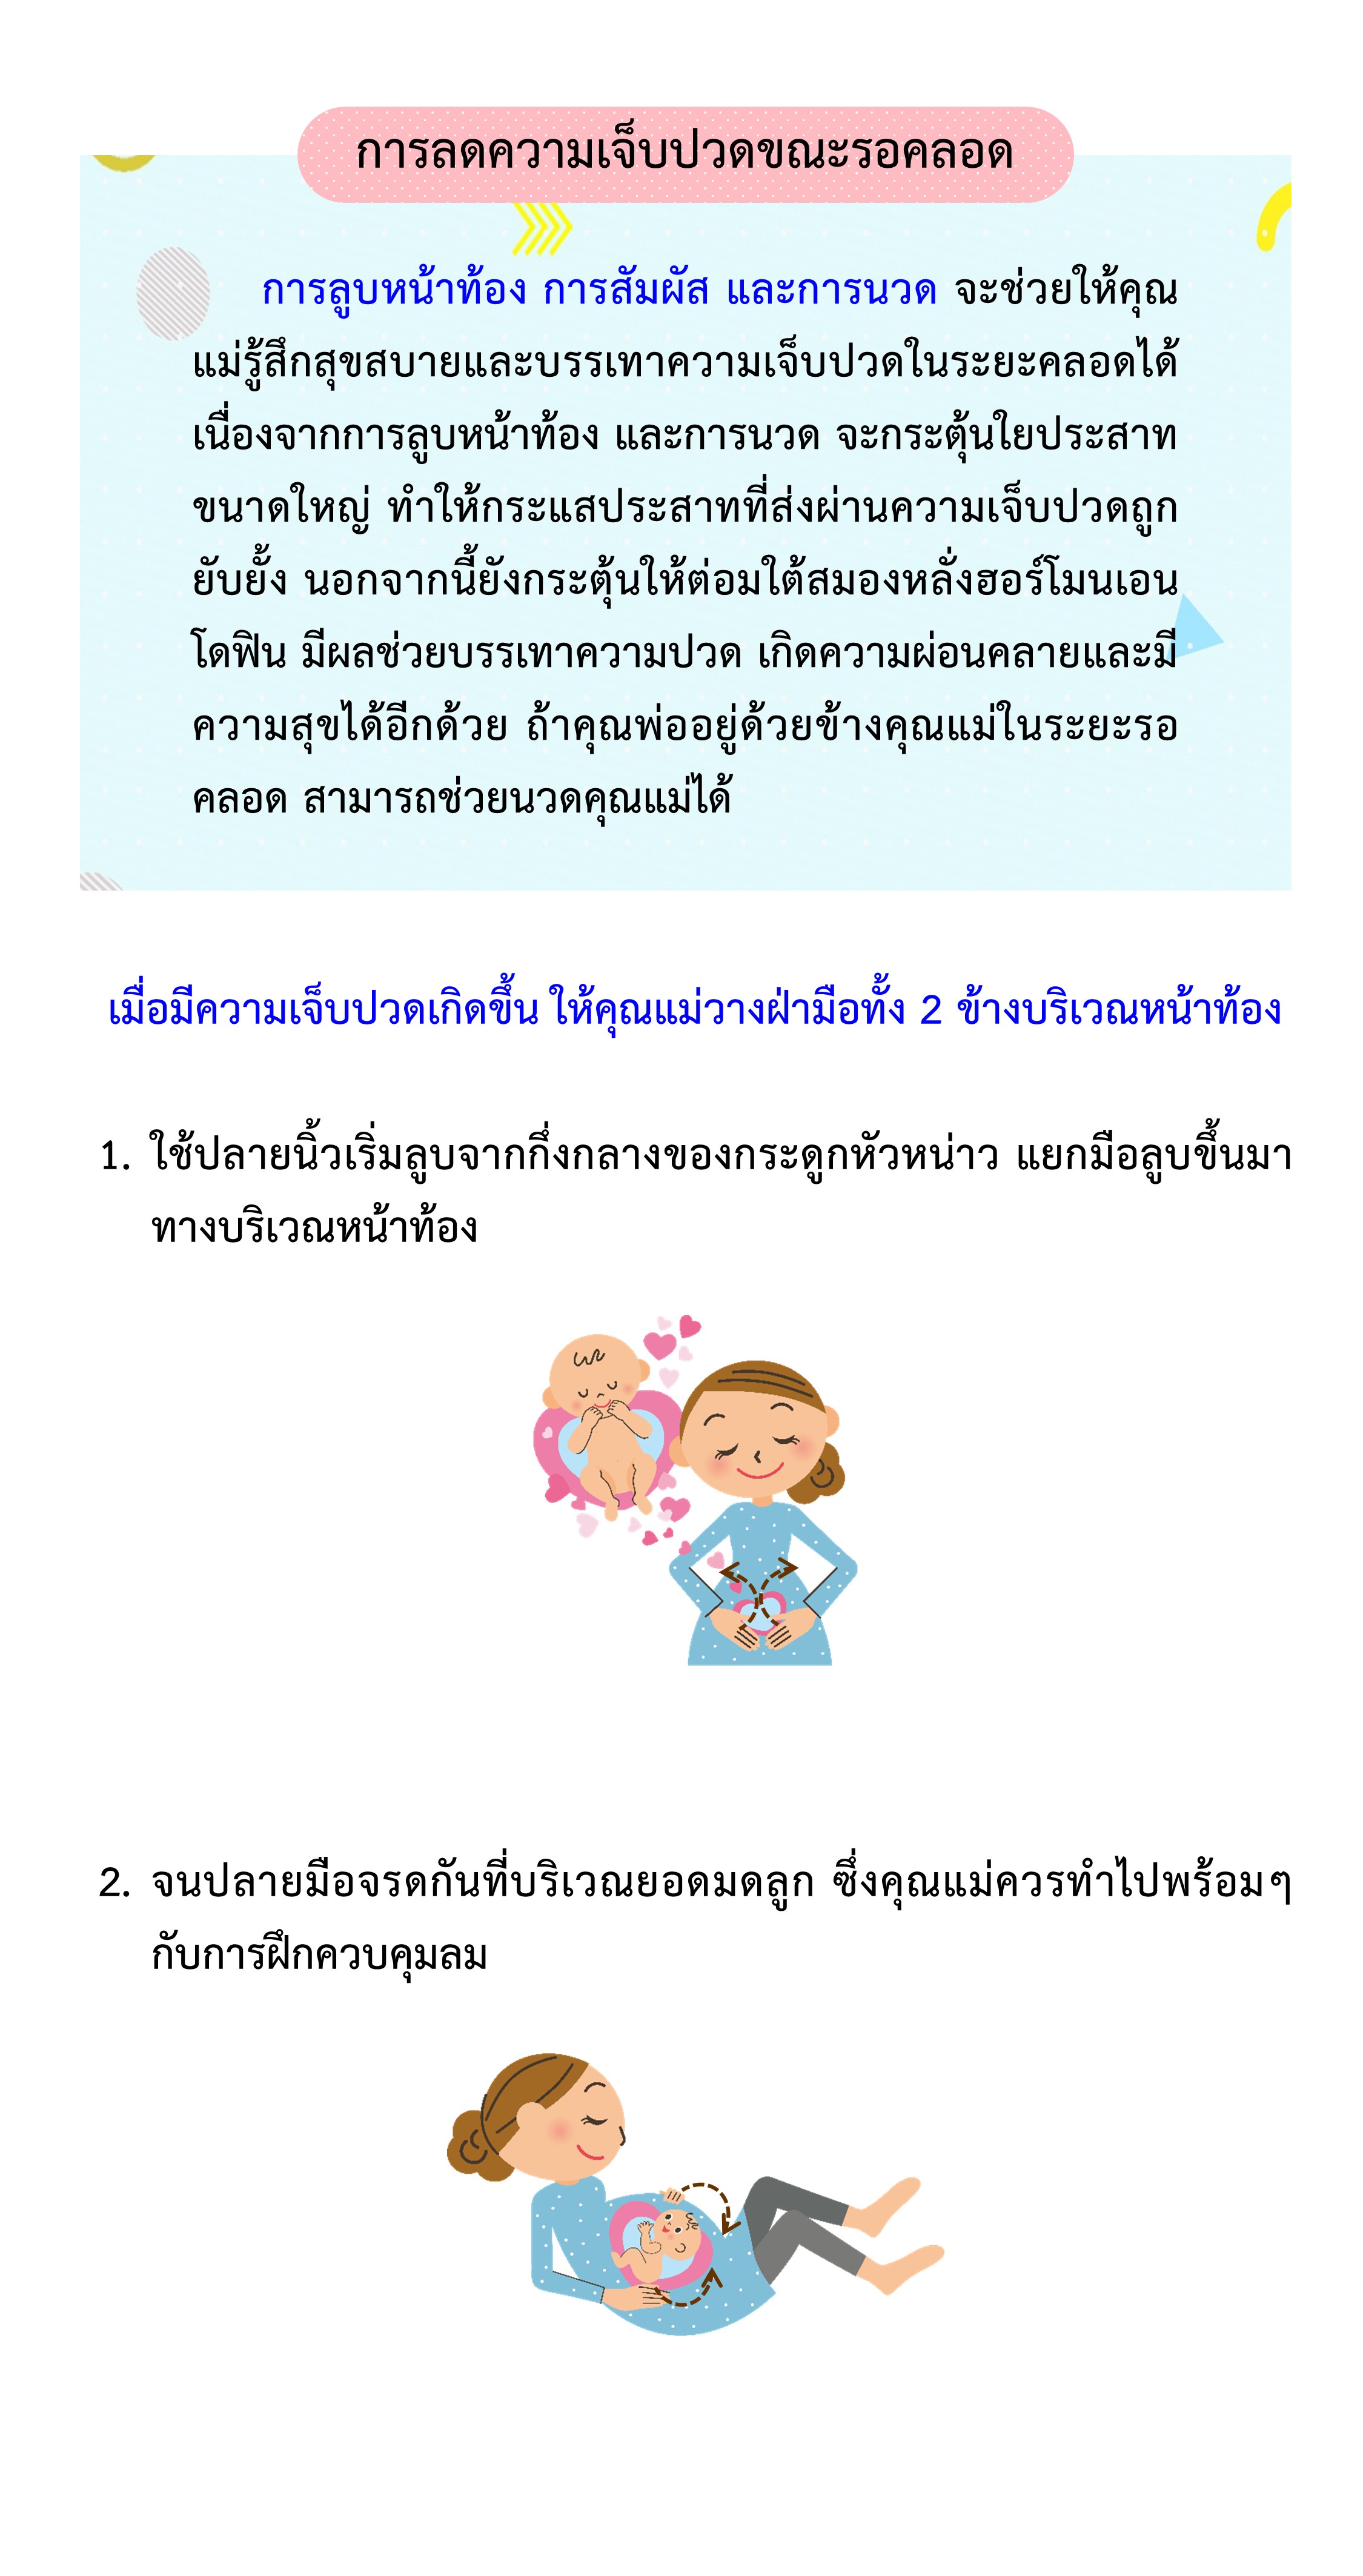 การลดความเจ็บปวดขณะรอคลอด
การลูบหน้าท้อง การสัมผัส และการนวด จะช่วยให้คุณ
แม่รู้สึกสุขสบายและบรรเทาความเจ็บปวดในระยะคลอดได้
เนื่องจากการลูบหน้าท้อง และการนวด จะกระตุ้นใยประสาท
ขนาดใหญ่ ทำให้กระแสประสาทที่ส่งผ่านความเจ็บปวดถูก
ยับยั้ง นอกจากนี้ยังกระตุ้นให้ต่อมใต้สมองหลั่งฮอร์โมนเอน
โดฟิน มีผลช่วยบรรเทาความปวด เกิดความผ่อนคลายและมี
ความสุขได้อีกด้วย ถ้าคุณพ่ออยู่ด้วยข้างคุณแม่ในระยะรอ
คลอด สามารถช่วยนวดคุณแม่ได้
เมื่อมีความเจ็บปวดเกิดขึ้น ให้คุณแม่วางฝ่ามือทั้ง 2 ข้างบริเวณหน้าท้อง
1. ใช้ปลายนิ้วเริ่มลูบจากกึ่งกลางของกระดูกหัวหน่าว แยกมือลูบขึ้นมา
ทางบริเวณหน้าท้อง
2. จนปลายมือจรดกันที่บริเวณยอดมดลูก ซึ่งคุณแม่ควรทำไปพร้อมๆ
กับการฝึกควบคุมลม